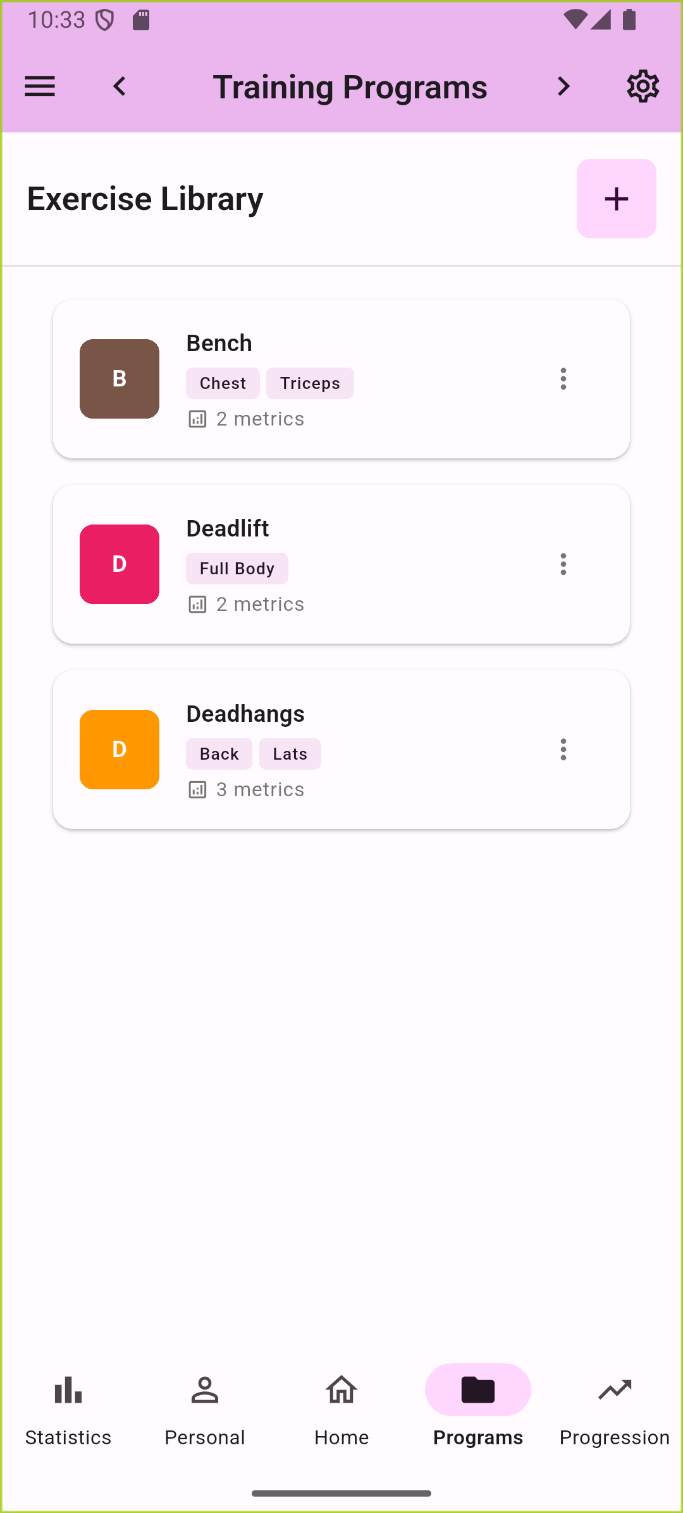 10:33
Training Programs
Exercise Library
+
B
Bench
Chest Triceps
2 metrics
D
Deadlift
Full Body
2 metrics
D
Deadhangs
Back Lats
3 metrics
Statistics Personal Home Programs Progression